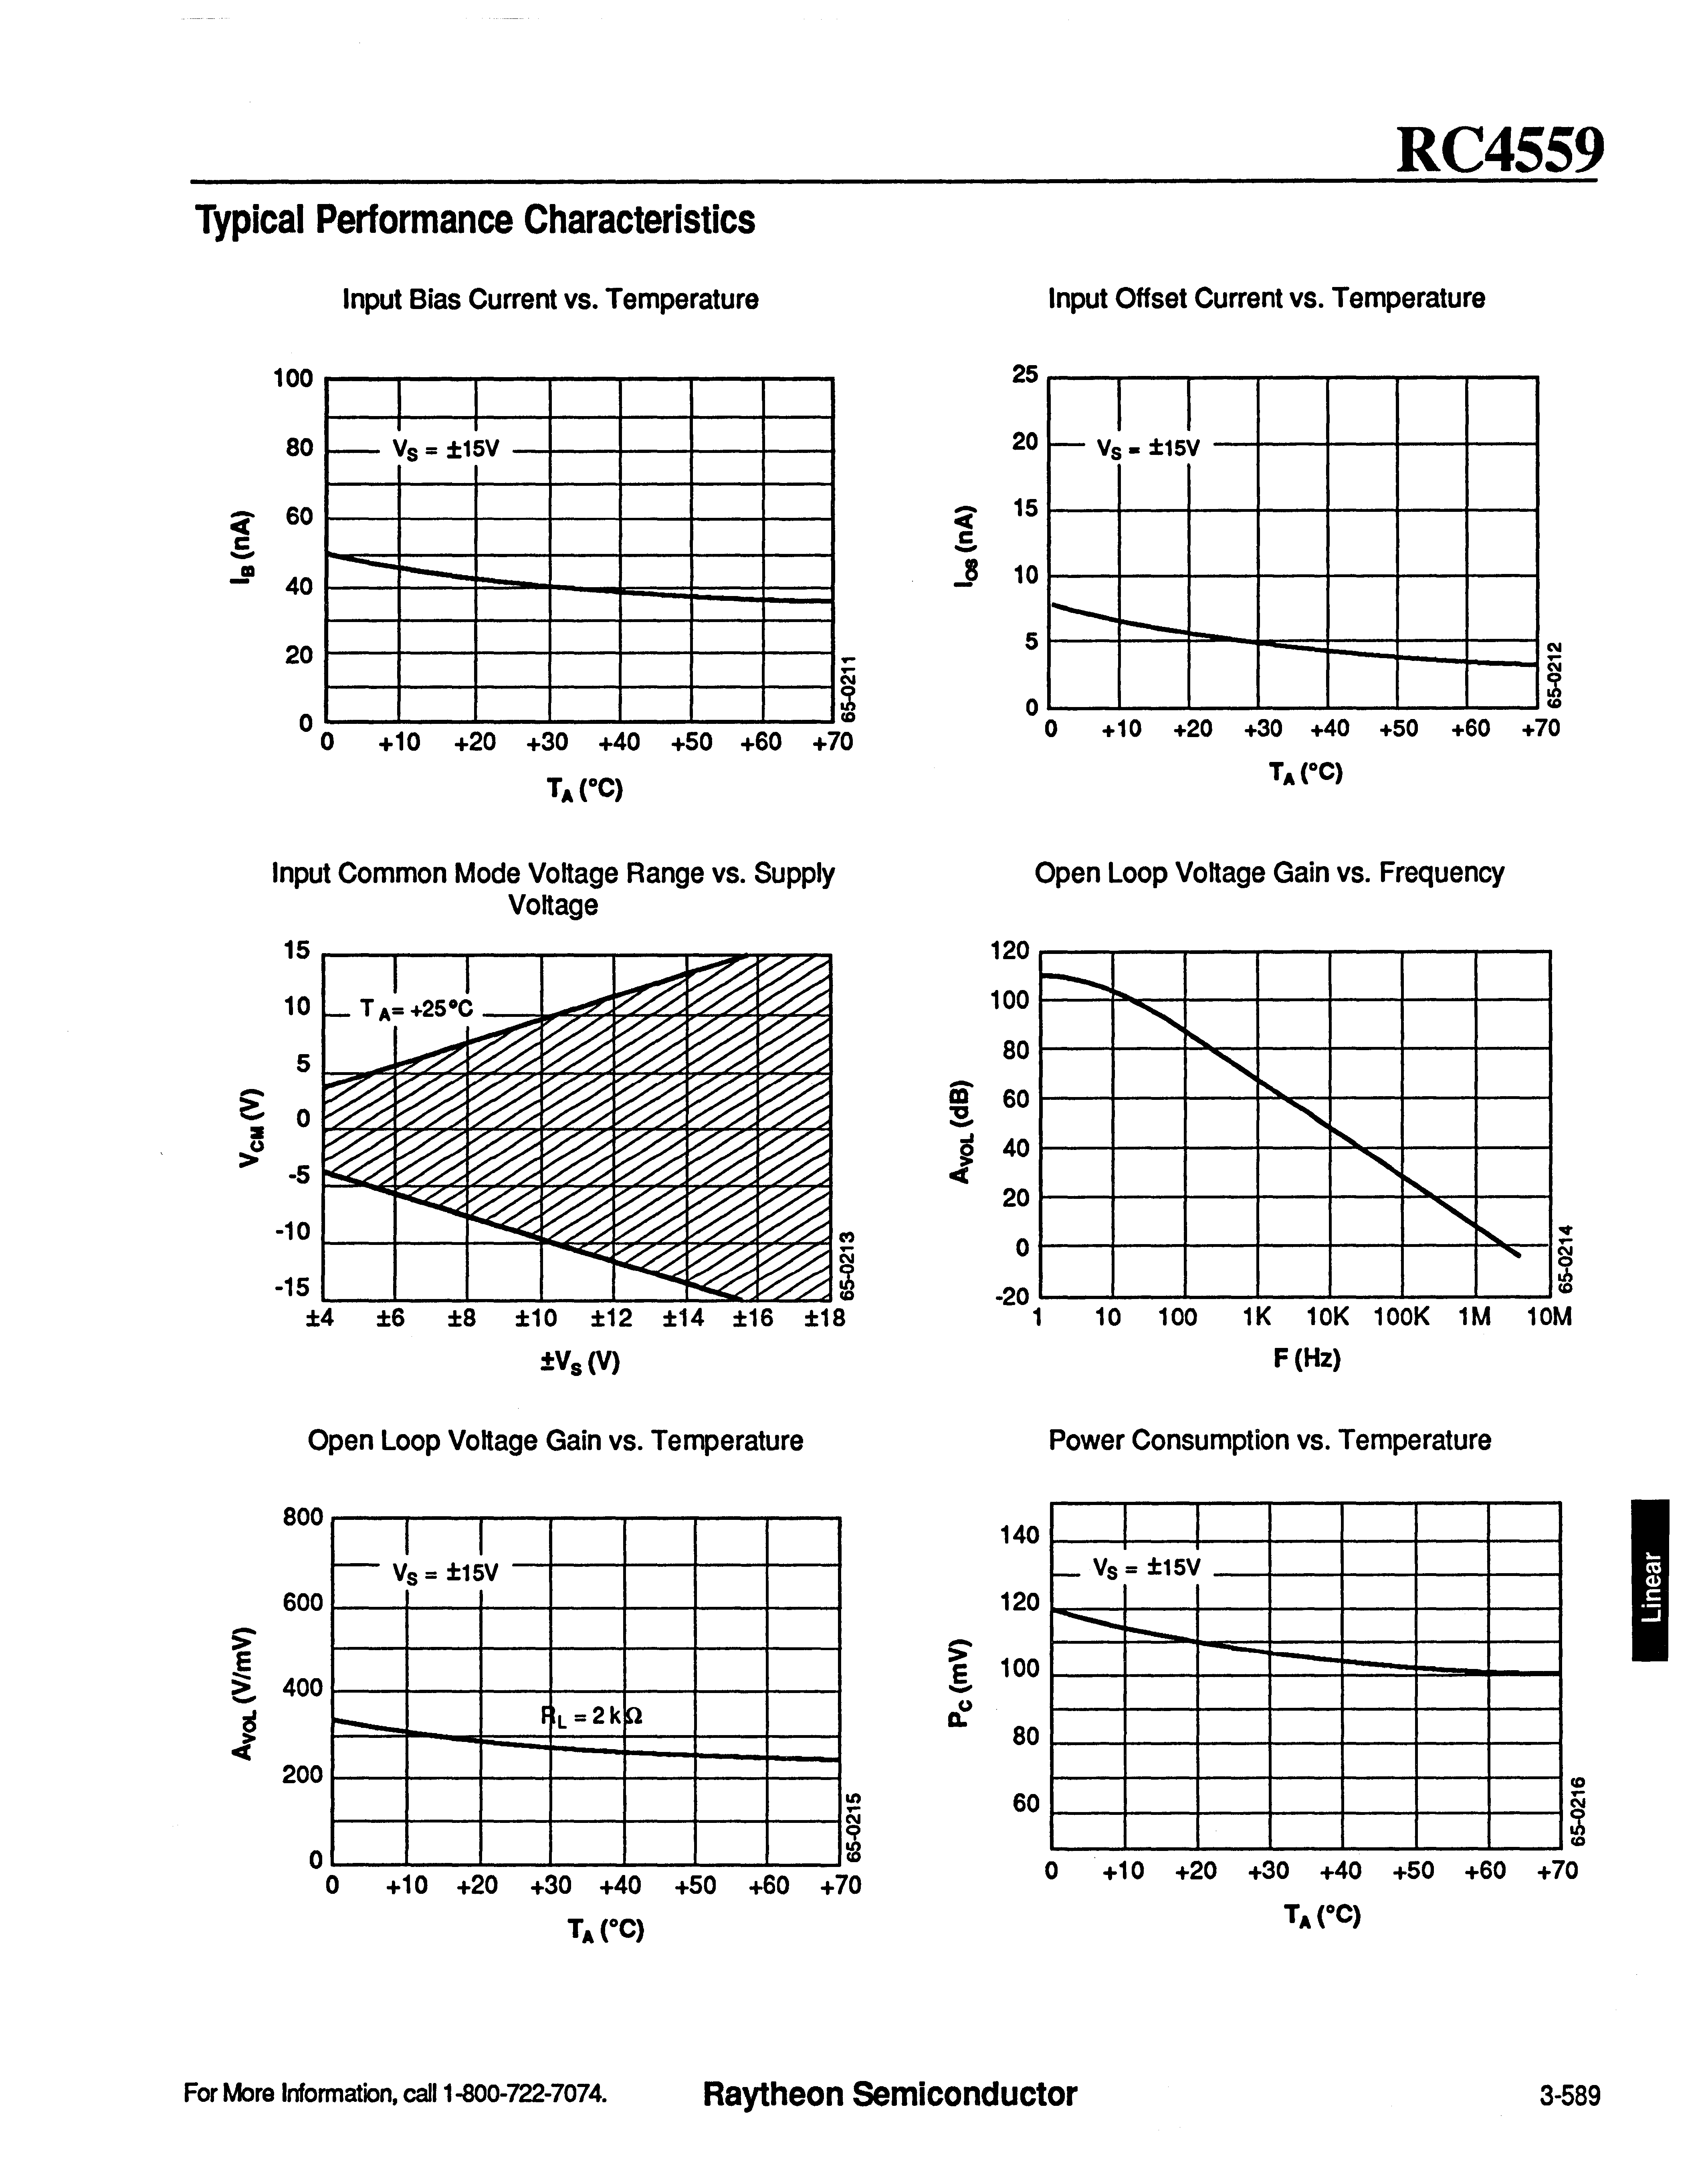 RC4559
Typical Performance Characteristics
Input Bias Current vs. Temperature
100
80
60
40
20
0
VS = ±15V
IB (nA)
0 +10 +20 +30 +40 +50 +60 +70
TA (°C)
65-0211
Input Offset Current vs. Temperature
25
20
15
10
5
0
VS = ±15V
IOS (nA)
0 +10 +20 +30 +40 +50 +60 +70
TA (°C)
65-0212
Input Common Mode Voltage Range vs. Supply
Voltage
15
10
5
0
-5
-10
-15
TA = +25°C
VCM (V)
±4 ±6 ±8 ±10 ±12 ±14 ±16 ±18
±VS (V)
65-0213
Open Loop Voltage Gain vs. Frequency
120
100
80
60
40
20
0
-20
AVOL (dB)
1 10 100 1K 10K 100K 1M 10M
F (Hz)
65-0214
Open Loop Voltage Gain vs. Temperature
800
600
400
200
0
VS = ±15V
RL = 2 kΩ
AVOL (V/mV)
0 +10 +20 +30 +40 +50 +60 +70
TA (°C)
65-0215
Power Consumption vs. Temperature
140
120
100
80
60
VS = ±15V
PC (mV)
0 +10 +20 +30 +40 +50 +60 +70
TA (°C)
65-0216
Linear
For More Information, call 1-800-722-7074.
Raytheon Semiconductor
3-589